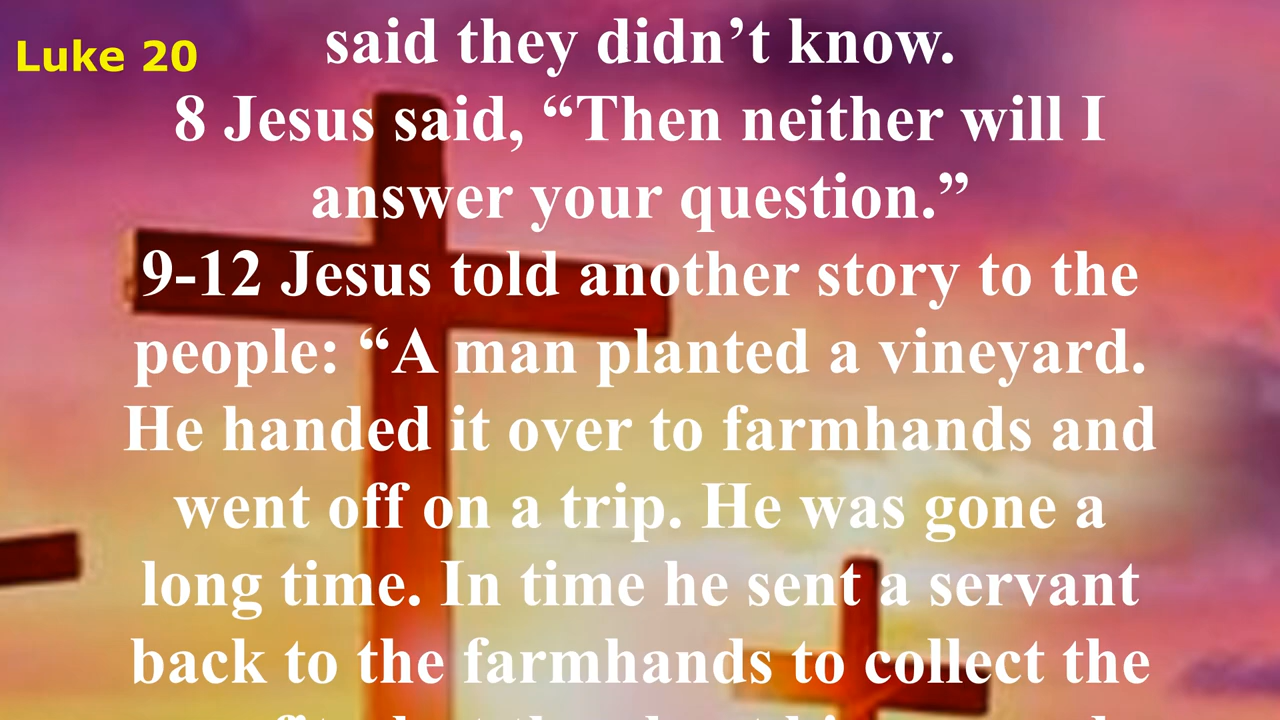 Luke 20
said they didn’t know.
8 Jesus said, “Then neither will I
answer your question.”
9-12 Jesus told another story to the
people: “A man planted a vineyard.
He handed it over to farmhands and
went off on a trip. He was gone a
long time. In time he sent a servant
back to the farmhands to collect the